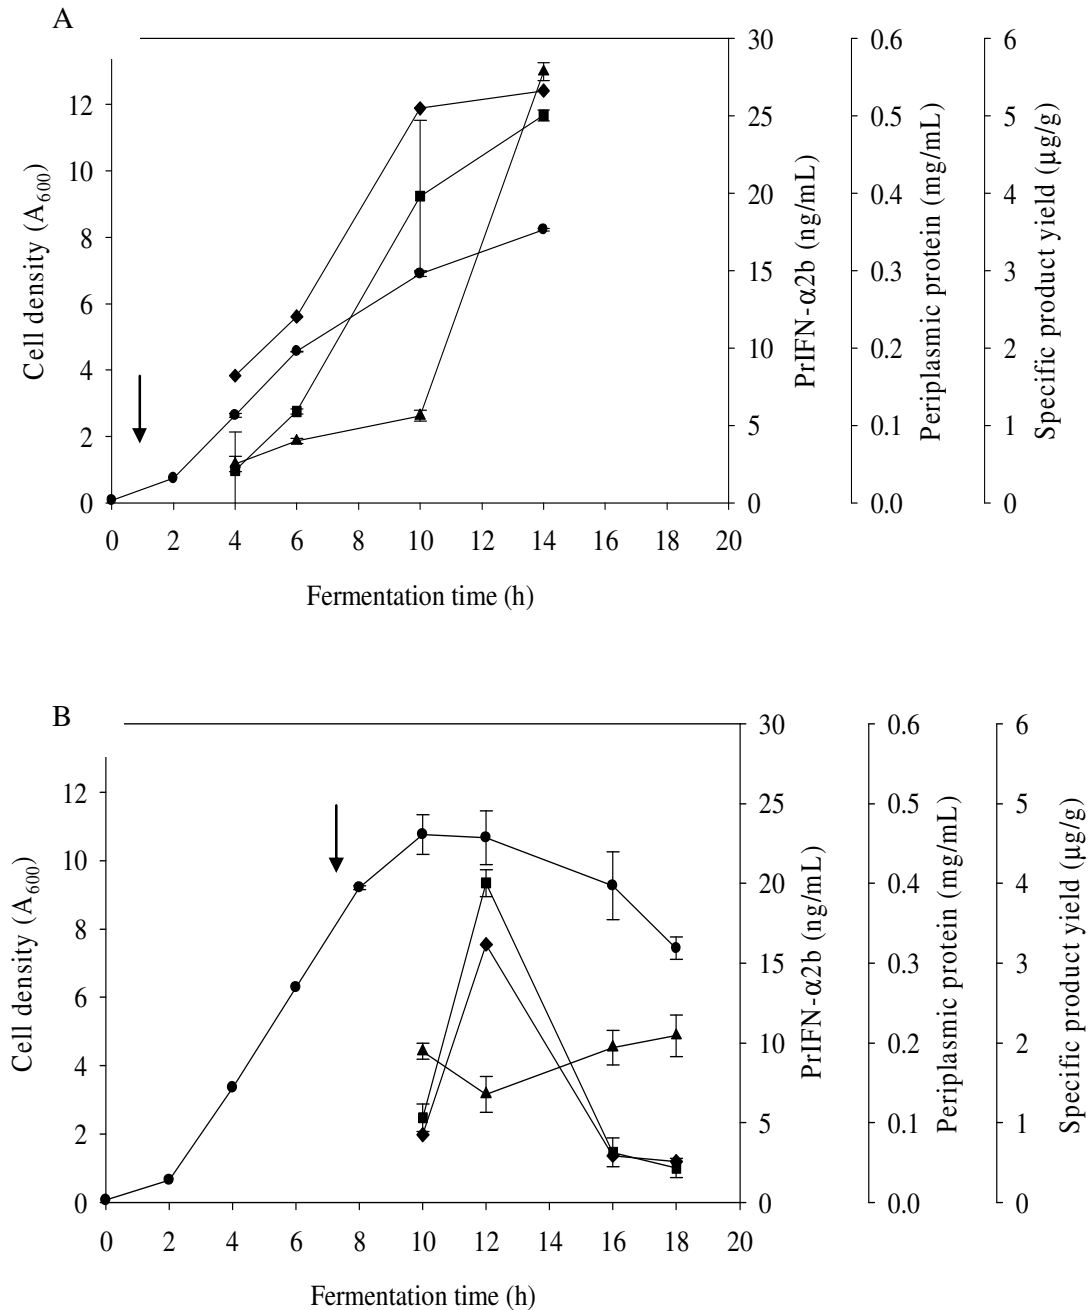 A
30 0.6 6
12 25 0.5 5
10 20 0.4 4
8 15 0.3 3
6 10 0.2 2
4 5 0.1 1
2
0 0 0.0 0
Cell density (A600)
PrIFN-α2b (ng/mL)
Periplasmic protein (mg/mL)
Specific product yield (µg/g)
0 2 4 6 8 10 12 14 16 18 20
Fermentation time (h)
B
30 0.6 6
12 25 0.5 5
10 20 0.4 4
8 15 0.3 3
6 10 0.2 2
4 5 0.1 1
2
0 0 0.0 0
Cell density (A600)
PrIFN-α2b (ng/mL)
Periplasmic protein (mg/mL)
Specific product yield (µg/g)
0 2 4 6 8 10 12 14 16 18 20
Fermentation time (h)